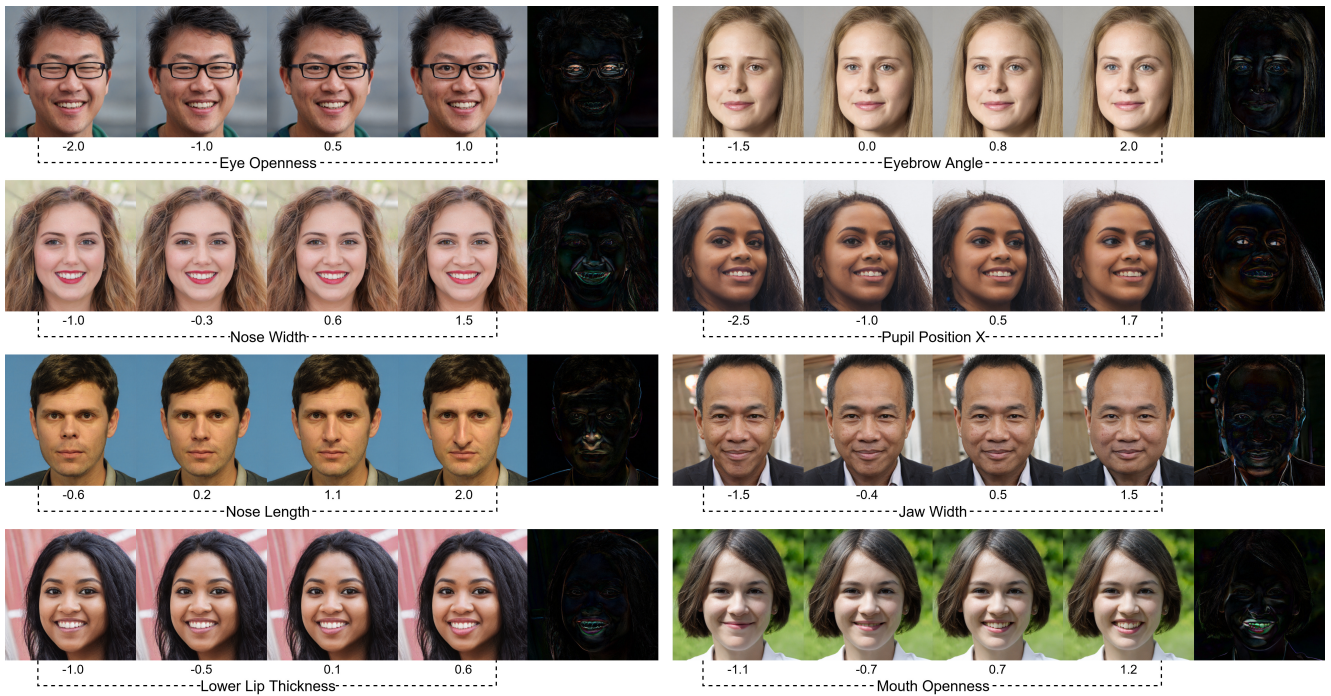 -2.0 -1.0 0.5 1.0
Eye Openness
-1.5 0.0 0.8 2.0
Eyebrow Angle
-1.0 -0.3 0.6 1.5
Nose Width
-2.5 -1.0 0.5 1.7
Pupil Position X
-0.6 0.2 1.1 2.0
Nose Length
-1.5 -0.4 0.5 1.5
Jaw Width
-1.0 -0.5 0.1 0.6
Lower Lip Thickness
-1.1 -0.7 0.7 1.2
Mouth Openness